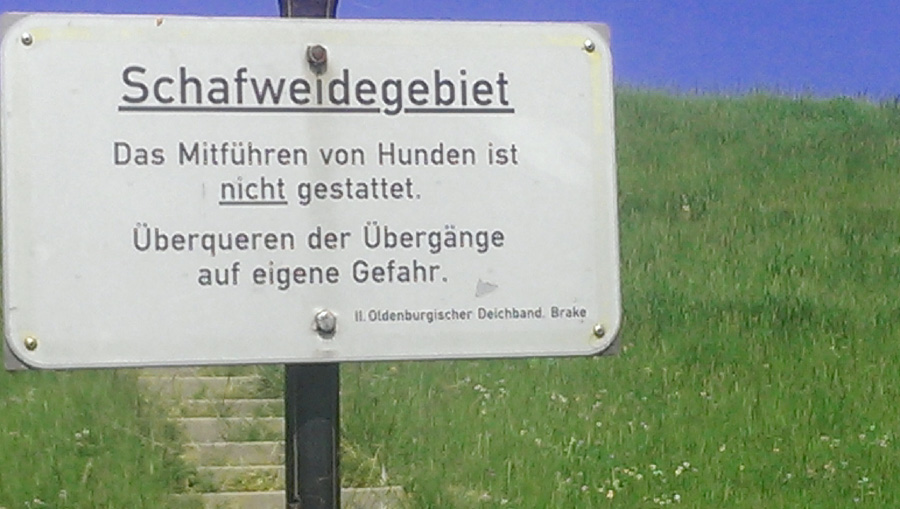 Schafweidegebiet
Das Mitführen von Hunden ist
nicht gestattet.
Überqueren der Übergänge
auf eigene Gefahr.
II. Oldenburgischer Deichband. Brake